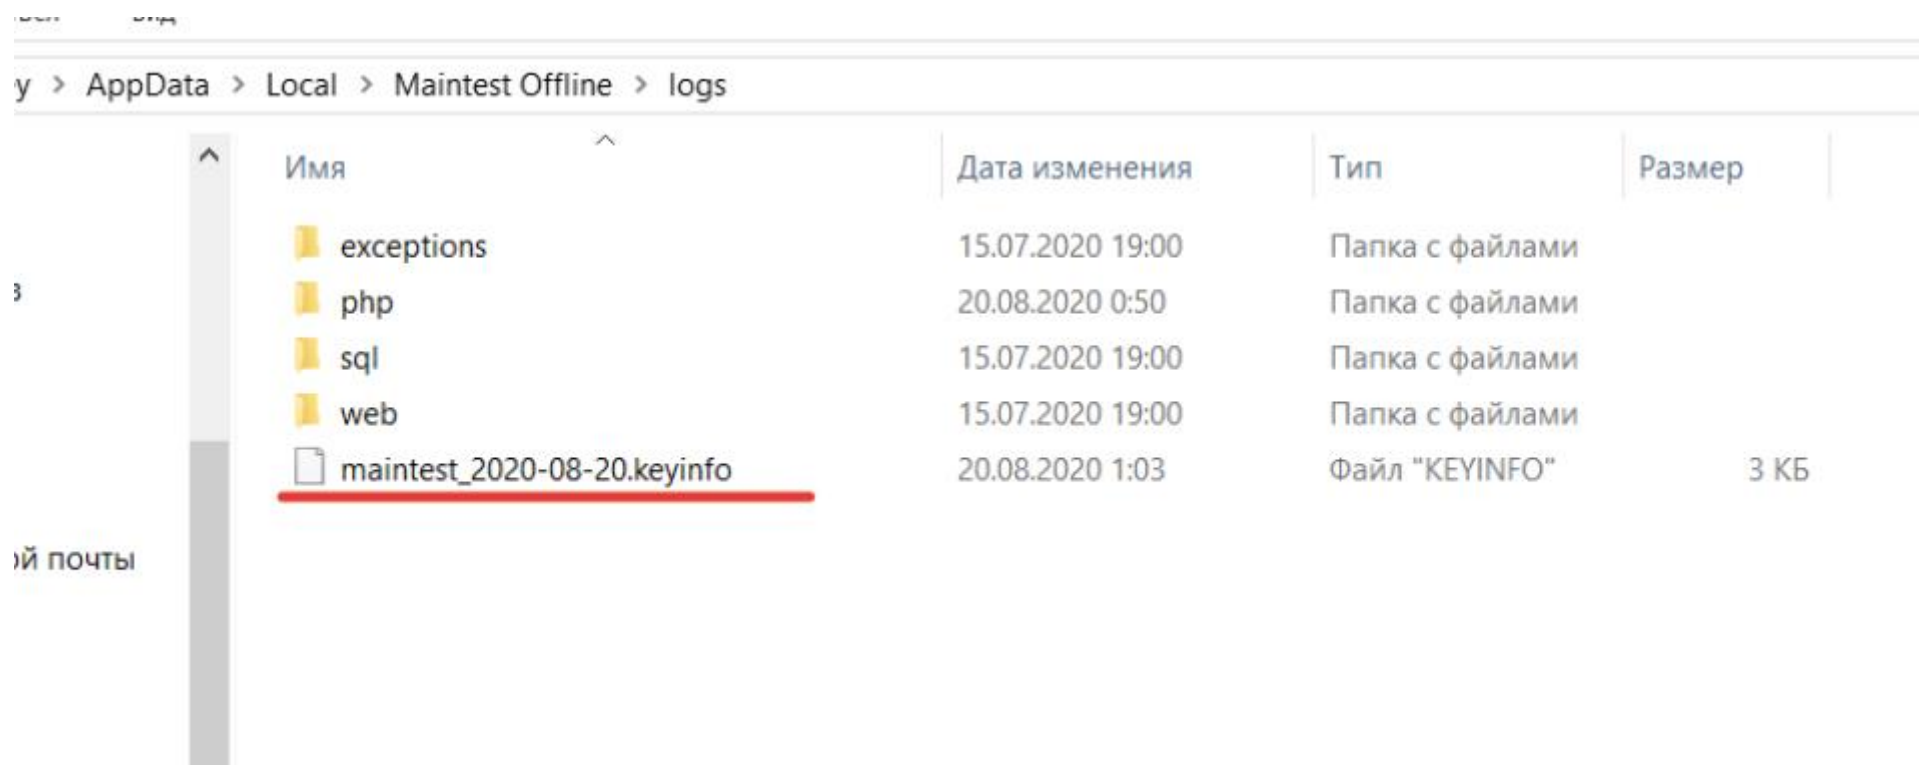 y > AppData > Local > Maintest Offline > logs
Имя Дата изменения Тип Размер
exceptions 15.07.2020 19:00 Папка с файлами
php 20.08.2020 0:50 Папка с файлами
sql 15.07.2020 19:00 Папка с файлами
web 15.07.2020 19:00 Папка с файлами
maintest_2020-08-20.keyinfo 20.08.2020 1:03 Файл "KEYINFO" 3 КБ
ой почты